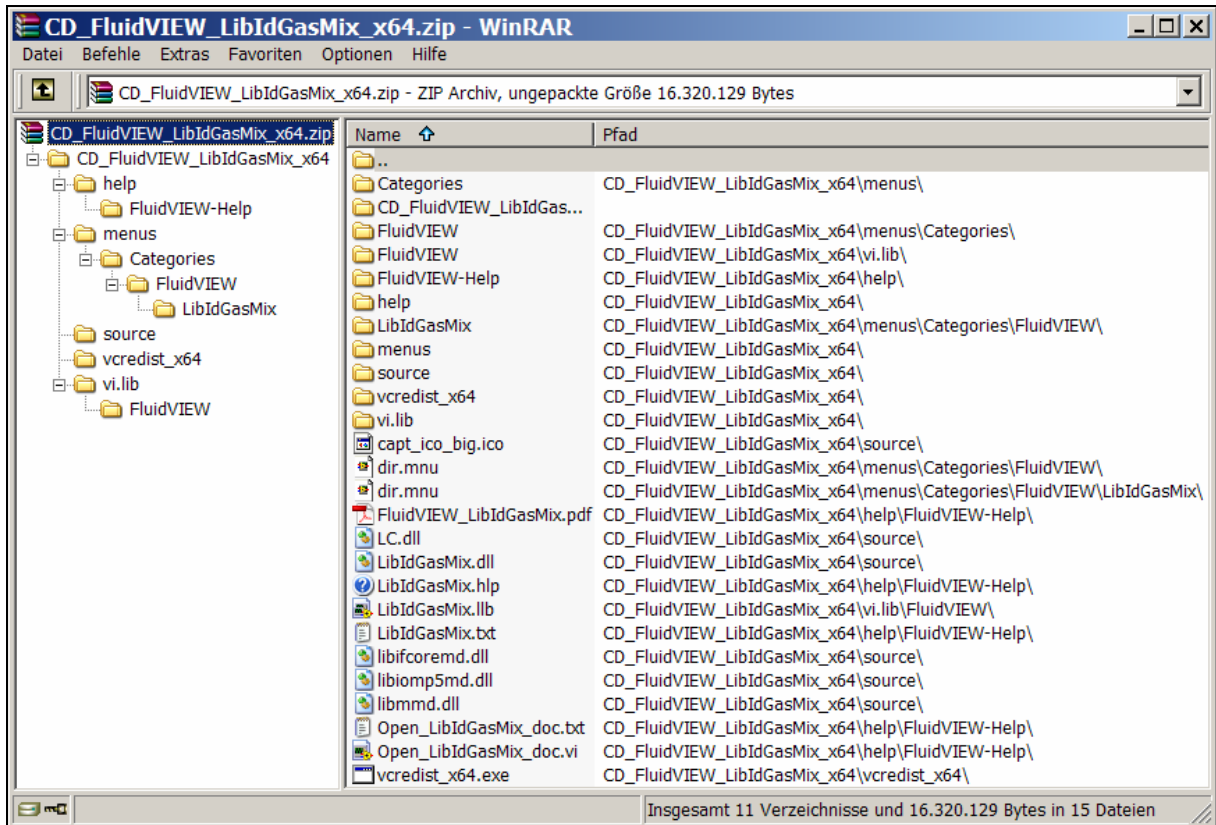 CD_FluidVIEW_LibIdGasMix_x64.zip - WinRAR
Datei Befehle Extras Favoriten Optionen Hilfe
CD_FluidVIEW_LibIdGasMix_x64.zip - ZIP Archiv, ungepackte Größe 16.320.129 Bytes
CD_FluidVIEW_LibIdGasMix_x64.zip
CD_FluidVIEW_LibIdGasMix_x64
help
FluidVIEW-Help
menus
Categories
FluidVIEW
LibIdGasMix
source
vcredist_x64
vi.lib
FluidVIEW
Name Pfad
..
Categories CD_FluidVIEW_LibIdGasMix_x64\menus\
CD_FluidVIEW_LibIdGas...
FluidVIEW CD_FluidVIEW_LibIdGasMix_x64\menus\Categories\
FluidVIEW CD_FluidVIEW_LibIdGasMix_x64\vi.lib\
FluidVIEW-Help CD_FluidVIEW_LibIdGasMix_x64\help\
help CD_FluidVIEW_LibIdGasMix_x64\
LibIdGasMix CD_FluidVIEW_LibIdGasMix_x64\menus\Categories\FluidVIEW\
menus CD_FluidVIEW_LibIdGasMix_x64\
source CD_FluidVIEW_LibIdGasMix_x64\
vcredist_x64 CD_FluidVIEW_LibIdGasMix_x64\
vi.lib CD_FluidVIEW_LibIdGasMix_x64\
capt_ico_big.ico CD_FluidVIEW_LibIdGasMix_x64\source\
dir.mnu CD_FluidVIEW_LibIdGasMix_x64\menus\Categories\FluidVIEW\
dir.mnu CD_FluidVIEW_LibIdGasMix_x64\menus\Categories\FluidVIEW\LibIdGasMix\
FluidVIEW_LibIdGasMix.pdf CD_FluidVIEW_LibIdGasMix_x64\help\FluidVIEW-Help\
LC.dll CD_FluidVIEW_LibIdGasMix_x64\source\
LibIdGasMix.dll CD_FluidVIEW_LibIdGasMix_x64\source\
LibIdGasMix.hlp CD_FluidVIEW_LibIdGasMix_x64\help\FluidVIEW-Help\
LibIdGasMix.llb CD_FluidVIEW_LibIdGasMix_x64\vi.lib\FluidVIEW\
LibIdGasMix.txt CD_FluidVIEW_LibIdGasMix_x64\help\FluidVIEW-Help\
libifcoremd.dll CD_FluidVIEW_LibIdGasMix_x64\source\
libiomp5md.dll CD_FluidVIEW_LibIdGasMix_x64\source\
libmmd.dll CD_FluidVIEW_LibIdGasMix_x64\source\
Open_LibIdGasMix_doc.txt CD_FluidVIEW_LibIdGasMix_x64\help\FluidVIEW-Help\
Open_LibIdGasMix_doc.vi CD_FluidVIEW_LibIdGasMix_x64\help\FluidVIEW-Help\
vcredist_x64.exe CD_FluidVIEW_LibIdGasMix_x64\vcredist_x64\
Insgesamt 11 Verzeichnisse und 16.320.129 Bytes in 15 Dateien